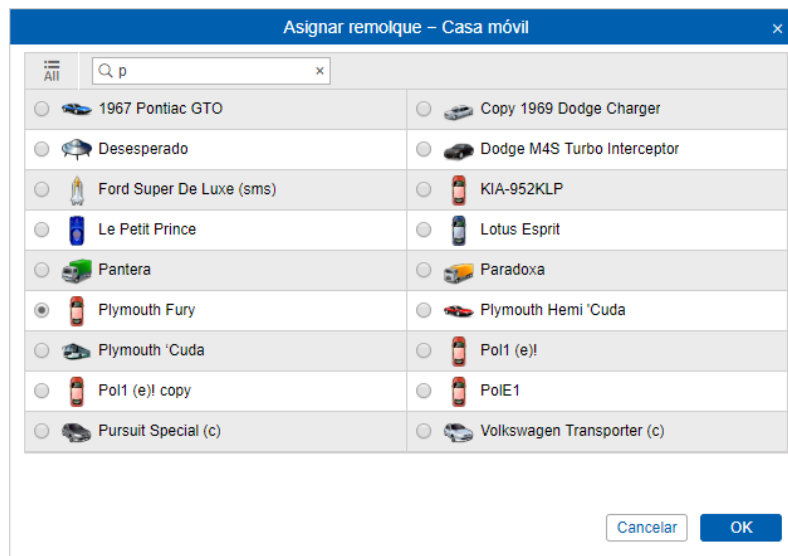 Asignar remolque – Casa móvil ×
All p ×
1967 Pontiac GTO Copy 1969 Dodge Charger
Desesperado Dodge M4S Turbo Interceptor
Ford Super De Luxe (sms) KIA-952KLP
Le Petit Prince Lotus Esprit
Pantera Paradoxa
Plymouth Fury Plymouth Hemi 'Cuda
Plymouth ‘Cuda Pol1 (e)!
Pol1 (e)! copy PolE1
Pursuit Special (c) Volkswagen Transporter (c)
Cancelar OK